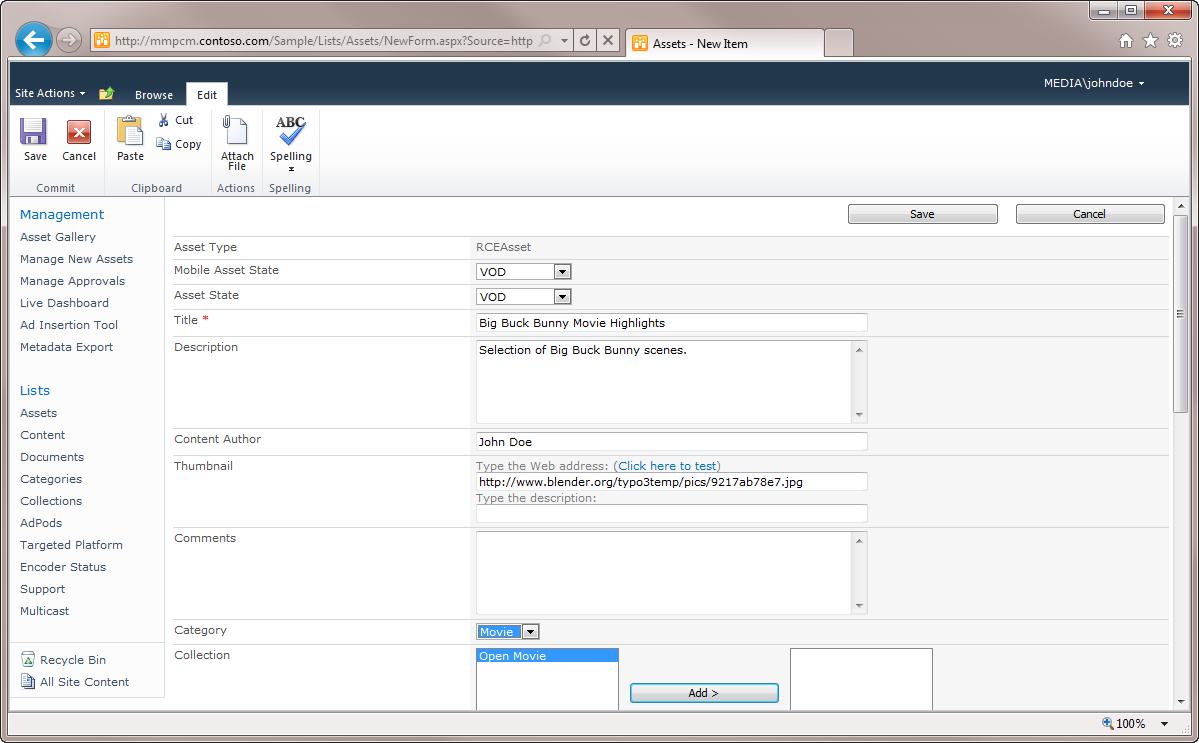 http://mmpcm.contoso.com/Sample/Lists/Assets/NewForm.aspx?Source=http
Assets - New Item
Site Actions
Browse
Edit
MEDIA\johndoe
Save
Cancel
Paste
Cut
Copy
Attach File
ABC
Spelling
Commit
Clipboard
Actions
Spelling
Management
Asset Gallery
Manage New Assets
Manage Approvals
Live Dashboard
Ad Insertion Tool
Metadata Export
Lists
Assets
Content
Documents
Categories
Collections
AdPods
Targeted Platform
Encoder Status
Support
Multicast
Recycle Bin
All Site Content
Save
Cancel
Asset Type
RCEAsset
Mobile Asset State
VOD
Asset State
VOD
Title *
Big Buck Bunny Movie Highlights
Description
Selection of Big Buck Bunny scenes.
Content Author
John Doe
Thumbnail
Type the Web address: (Click here to test)
http://www.blender.org/typo3temp/pics/9217ab78e7.jpg
Type the description:
Comments
Category
Movie
Collection
Open Movie
Add >
100%